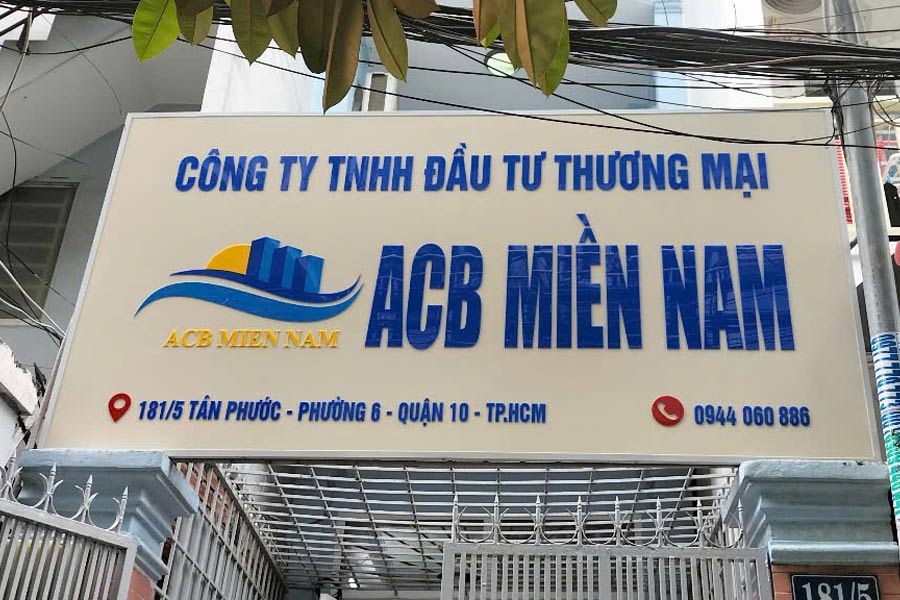 CÔNG TY TNHH ĐẦU TƯ THƯƠNG MẠI
ACB MIỀN NAM
ACB MIEN NAM
181/5 TÂN PHƯỚC - PHƯỜNG 6 - QUẬN 10 - TP.HCM
0944 060 886
181/5